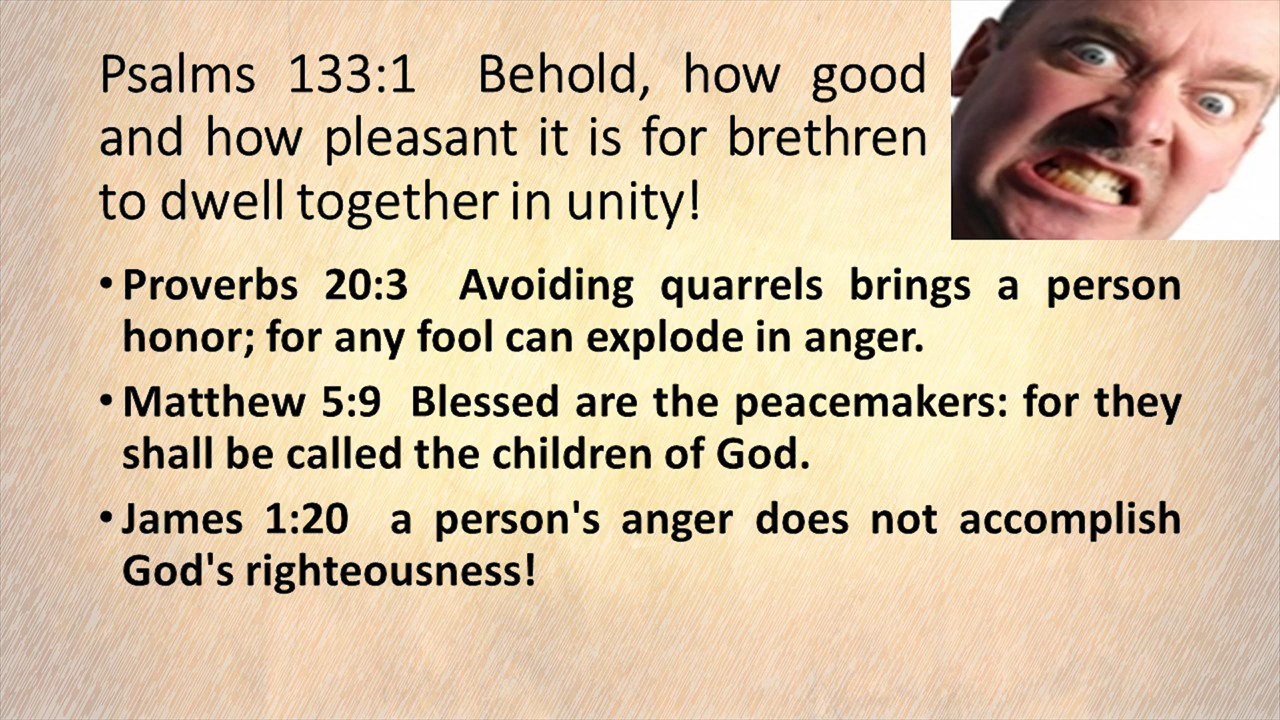 Psalms 133:1  Behold, how good
and how pleasant it is for brethren
to dwell together in unity!
• Proverbs 20:3  Avoiding quarrels brings a person
honor; for any fool can explode in anger.
• Matthew 5:9  Blessed are the peacemakers: for they
shall be called the children of God.
• James 1:20  a person's anger does not accomplish
God's righteousness!